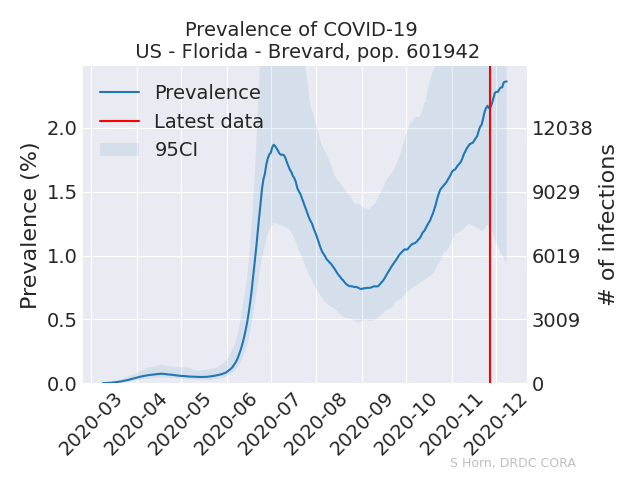 Prevalence of COVID-19
US - Florida - Brevard, pop. 601942
Prevalence
Latest data
95CI
Prevalence (%)
2.0
1.5
1.0
0.5
0.0
12038
9029
6019
3009
0
# of infections
2020-03
2020-04
2020-05
2020-06
2020-07
2020-08
2020-09
2020-10
2020-11
2020-12
S Horn, DRDC CORA